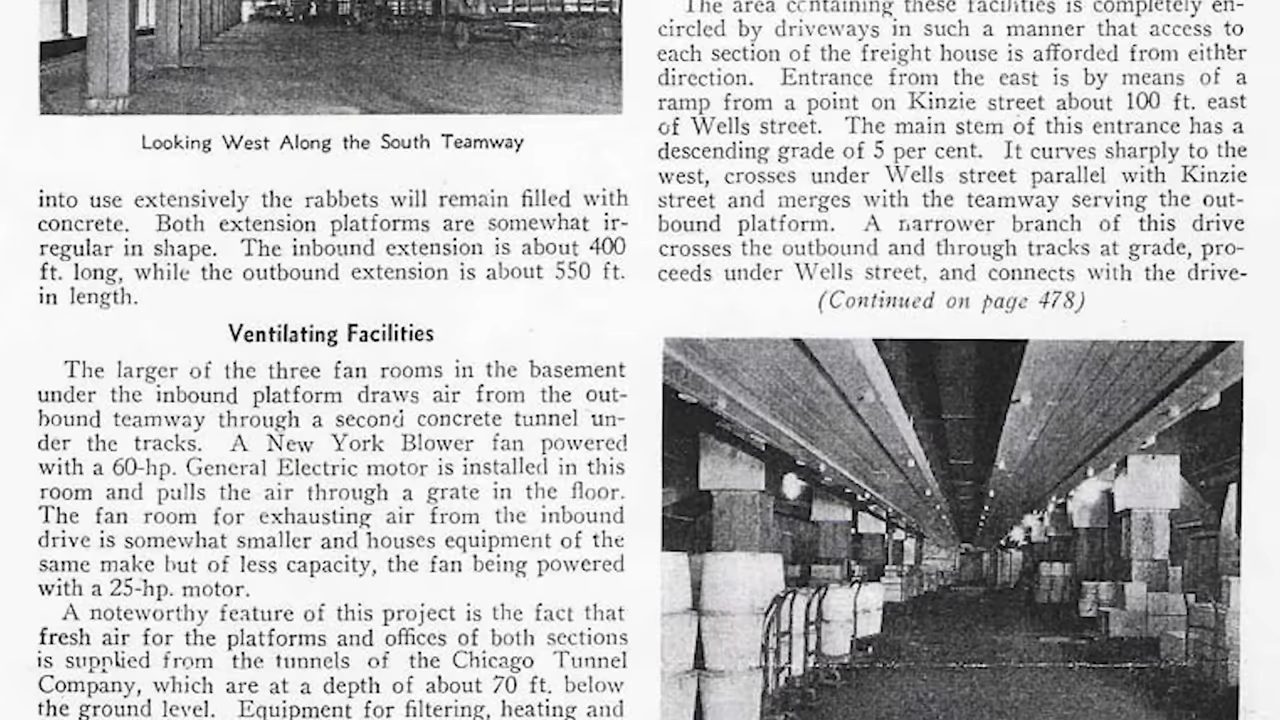 Looking West Along the South Teamway
into use extensively the rabbets will remain filled with
concrete. Both extension platforms are somewhat ir-
regular in shape. The inbound extension is about 400
ft. long, while the outbound extension is about 550 ft.
in length.
Ventilating Facilities
The larger of the three fan rooms in the basement
under the inbound platform draws air from the out-
bound teamway through a second concrete tunnel un-
der the tracks. A New York Blower fan powered
with a 60-hp. General Electric motor is installed in this
room and pulls the air through a grate in the floor.
The fan room for exhausting air from the inbound
drive is somewhat smaller and houses equipment of the
same make but of less capacity, the fan being powered
with a 25-hp. motor.
A noteworthy feature of this project is the fact that
fresh air for the platforms and offices of both sections
is supplied from the tunnels of the Chicago Tunnel
Company, which are at a depth of about 70 ft. below
the ground level. Equipment for filtering, heating and
The area containing these facilities is completely en-
circled by driveways in such a manner that access to
each section of the freight house is afforded from either
direction. Entrance from the east is by means of a
ramp from a point on Kinzie street about 100 ft. east
of Wells street. The main stem of this entrance has a
descending grade of 5 per cent. It curves sharply to the
west, crosses under Wells street parallel with Kinzie
street and merges with the teamway serving the out-
bound platform. A narrower branch of this drive
crosses the outbound and through tracks at grade, pro-
ceeds under Wells street, and connects with the drive-
(Continued on page 478)